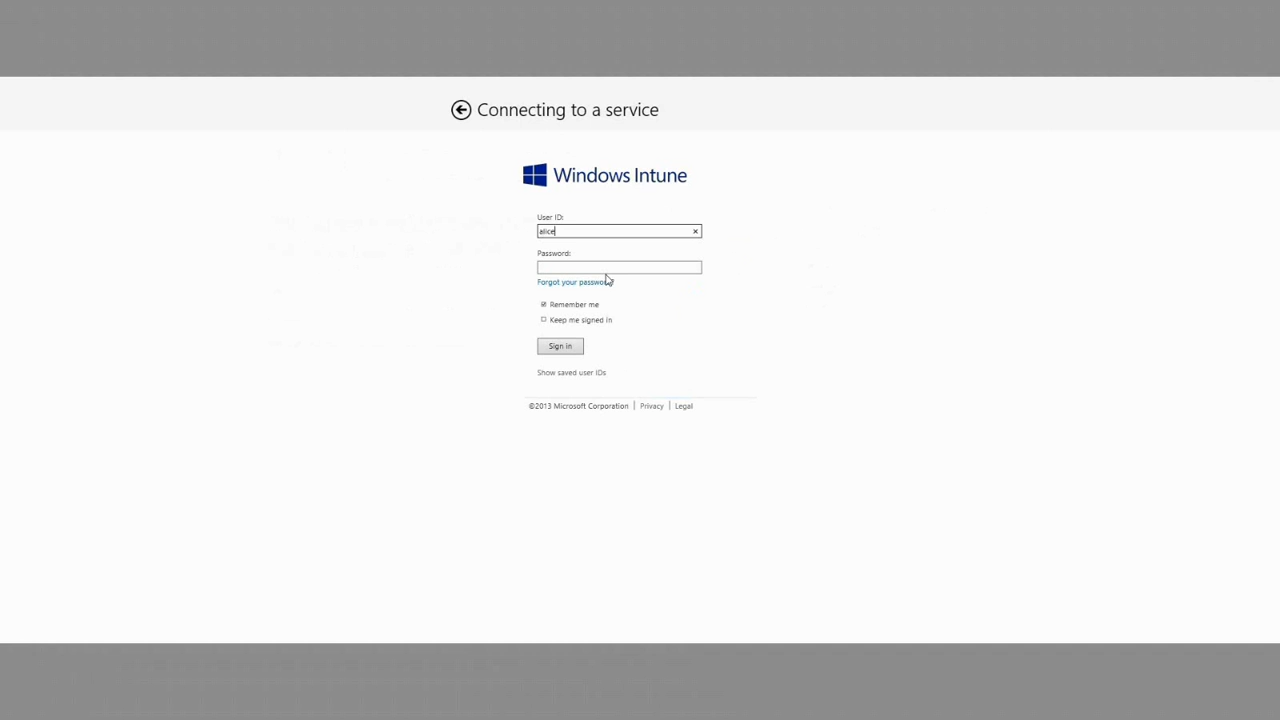 Connecting to a service
Windows Intune
User ID:
alice
Password:
Forgot your password?
Remember me
Keep me signed in
Sign in
Show saved user IDs
©2013 Microsoft Corporation | Privacy | Legal